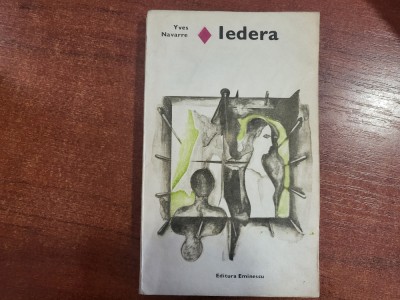 Yves
Navarre
Iedera
Editura Eminescu